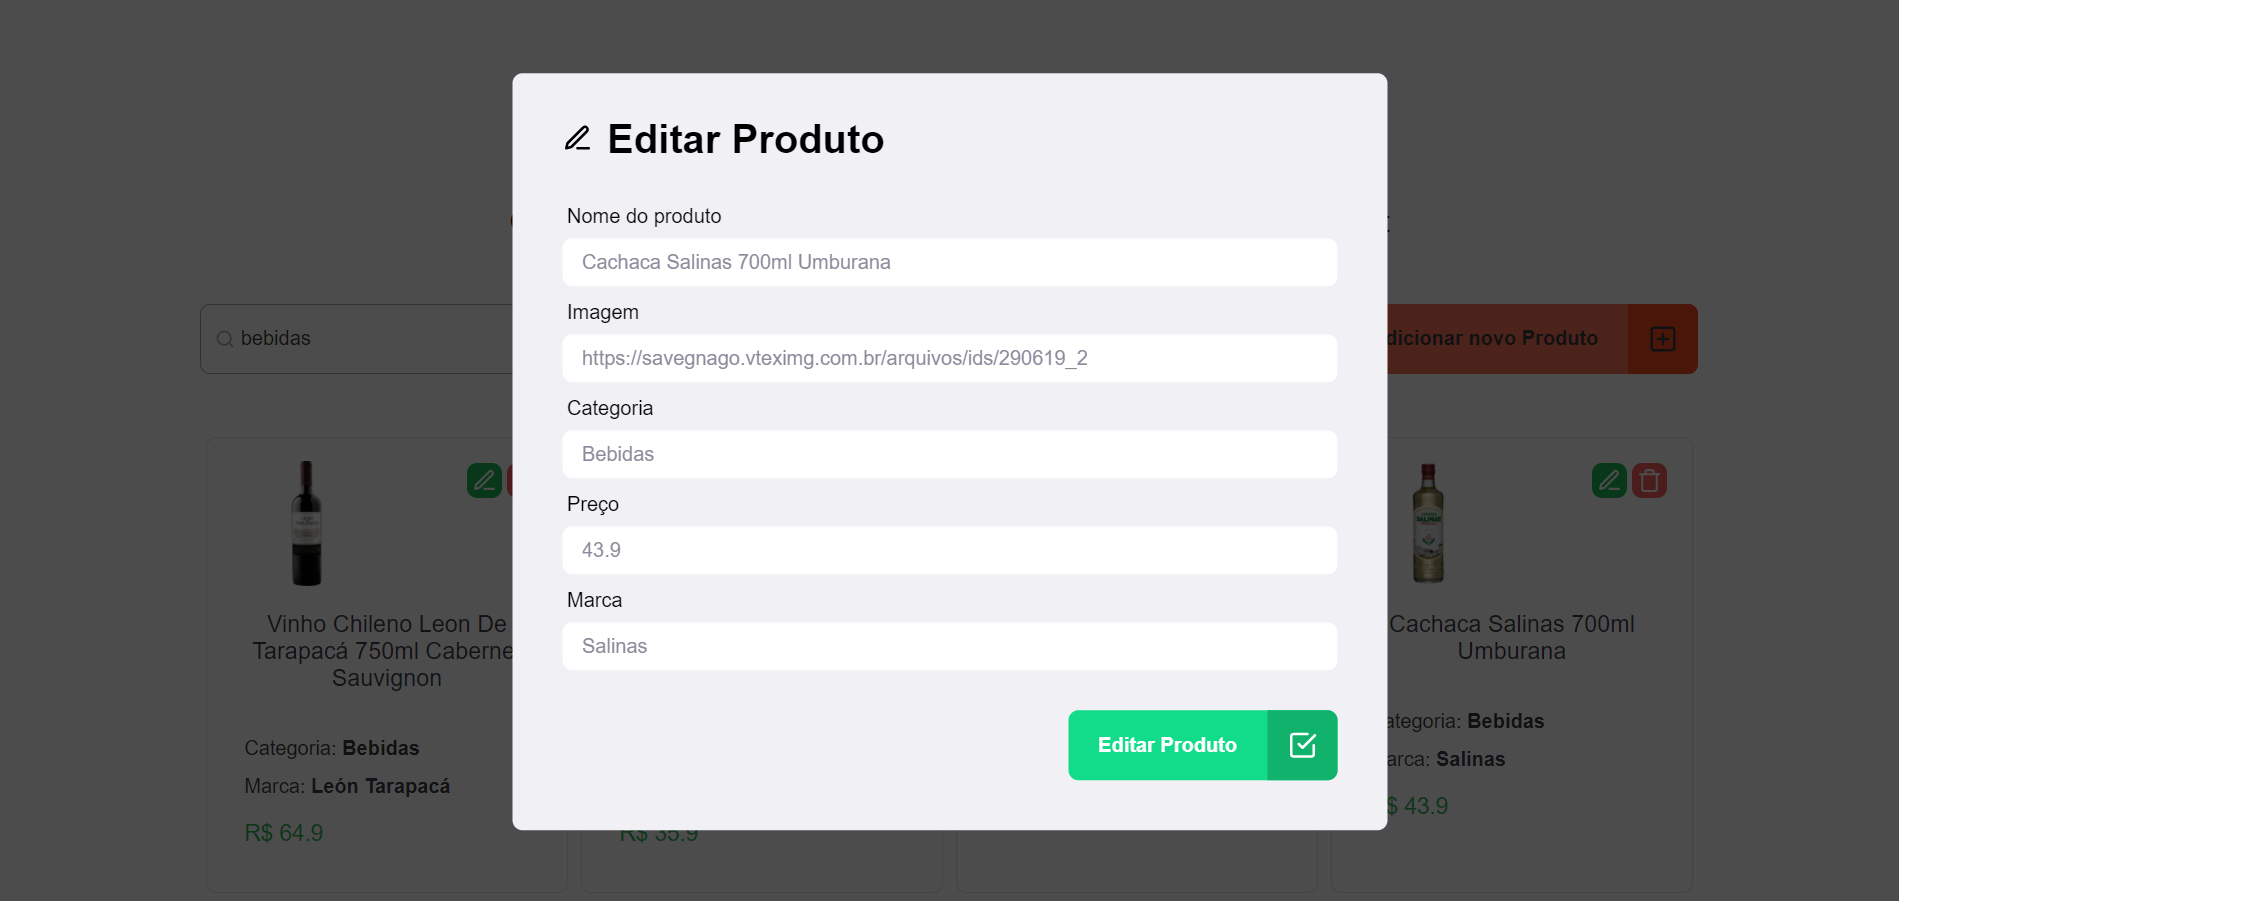 Editar Produto
Nome do produto
Cachaca Salinas 700ml Umburana
Imagem
https://savegnago.vteximg.com.br/arquivos/ids/290619_2
Categoria
Bebidas
Preço
43.9
Marca
Salinas
Editar Produto
bebidas
dicionar novo Produto
Vinho Chileno Leon De
Tarapacá 750ml Caberne
Sauvignon
Categoria: Bebidas
Marca: León Tarapacá
R$ 64.9
R$ 35.9
SALINAS
Cachaca Salinas 700ml
Umburana
ategoria: Bebidas
arca: Salinas
$ 43.9